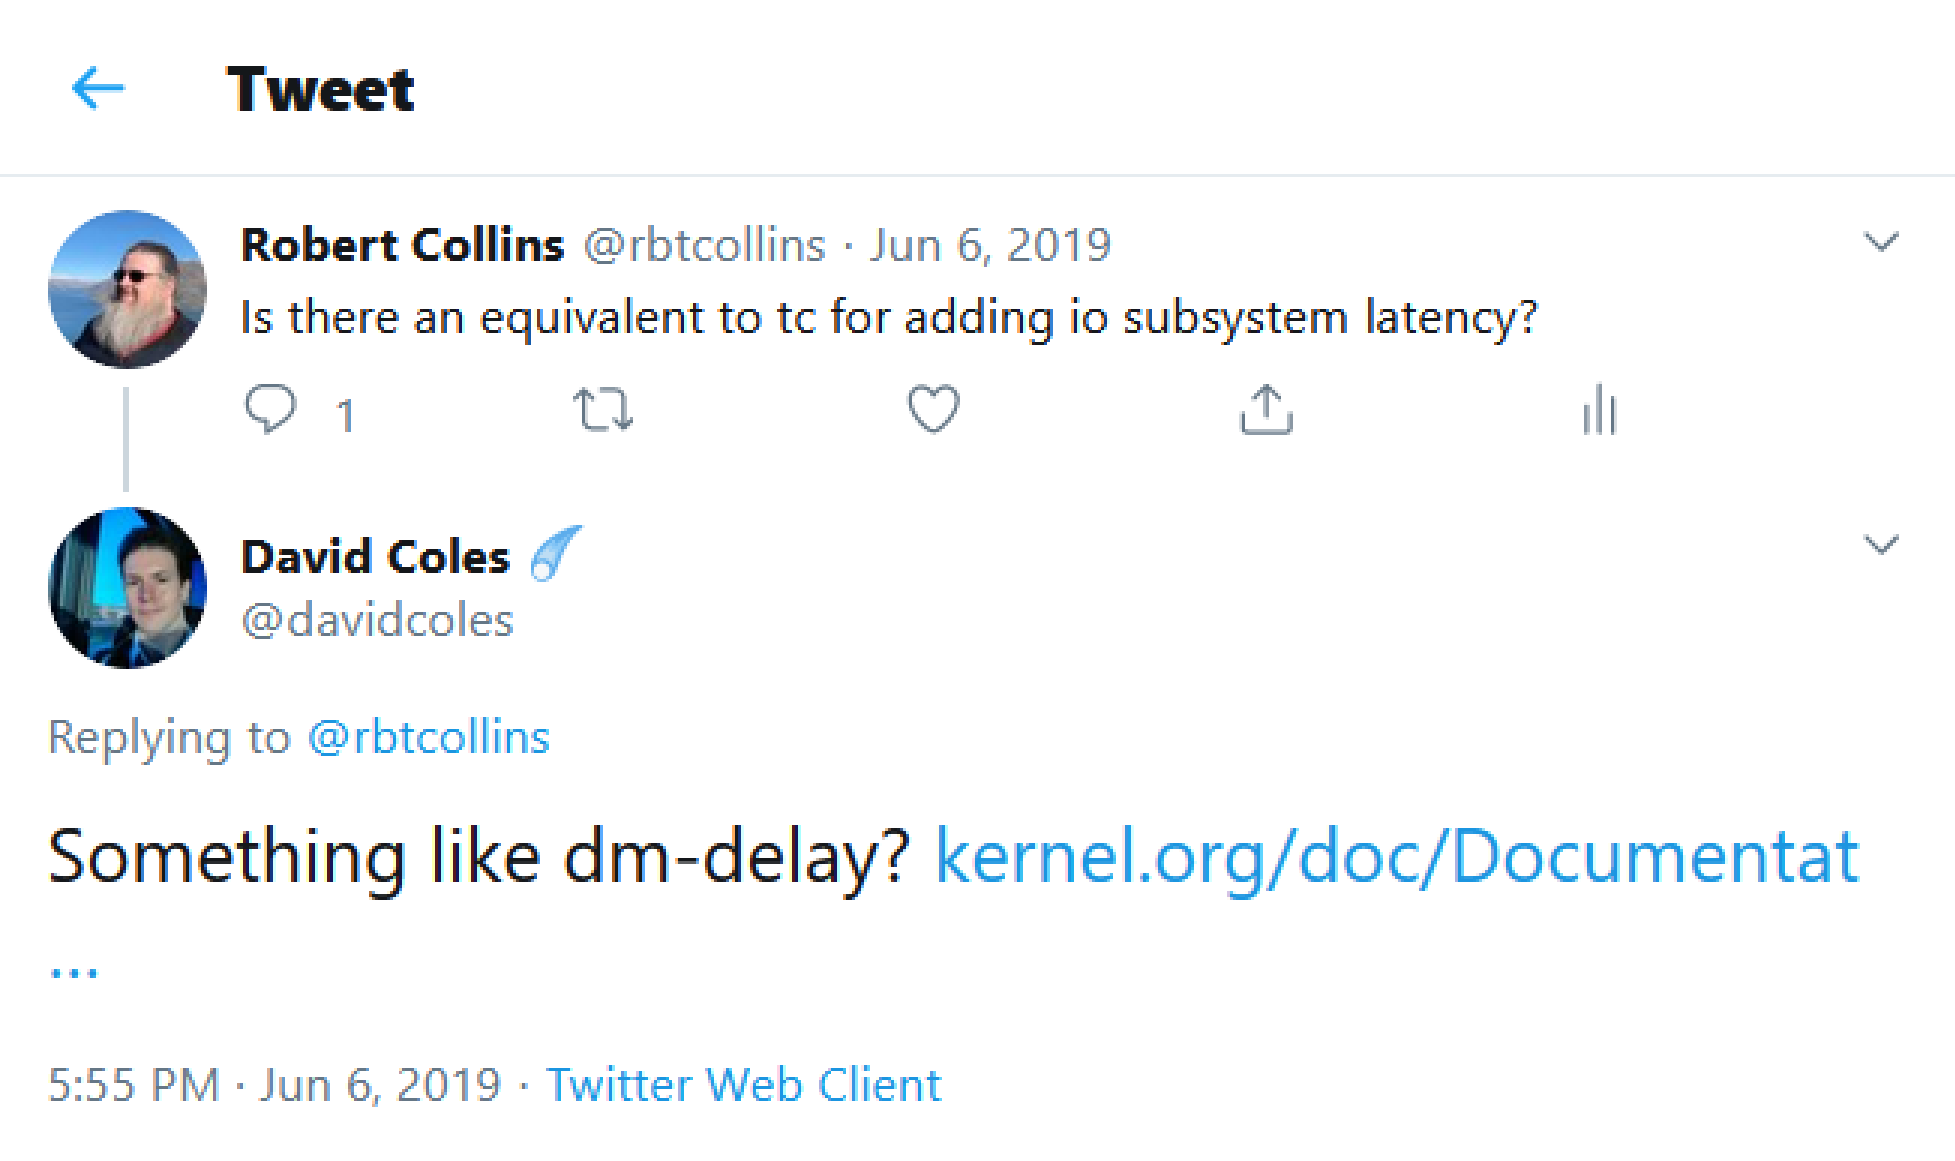 Tweet
Robert Collins @rbtcollins · Jun 6, 2019
Is there an equivalent to tc for adding io subsystem latency?
1
David Coles
@davidcoles
Replying to @rbtcollins
Something like dm-delay? kernel.org/doc/Documentat
...
5:55 PM · Jun 6, 2019 · Twitter Web Client